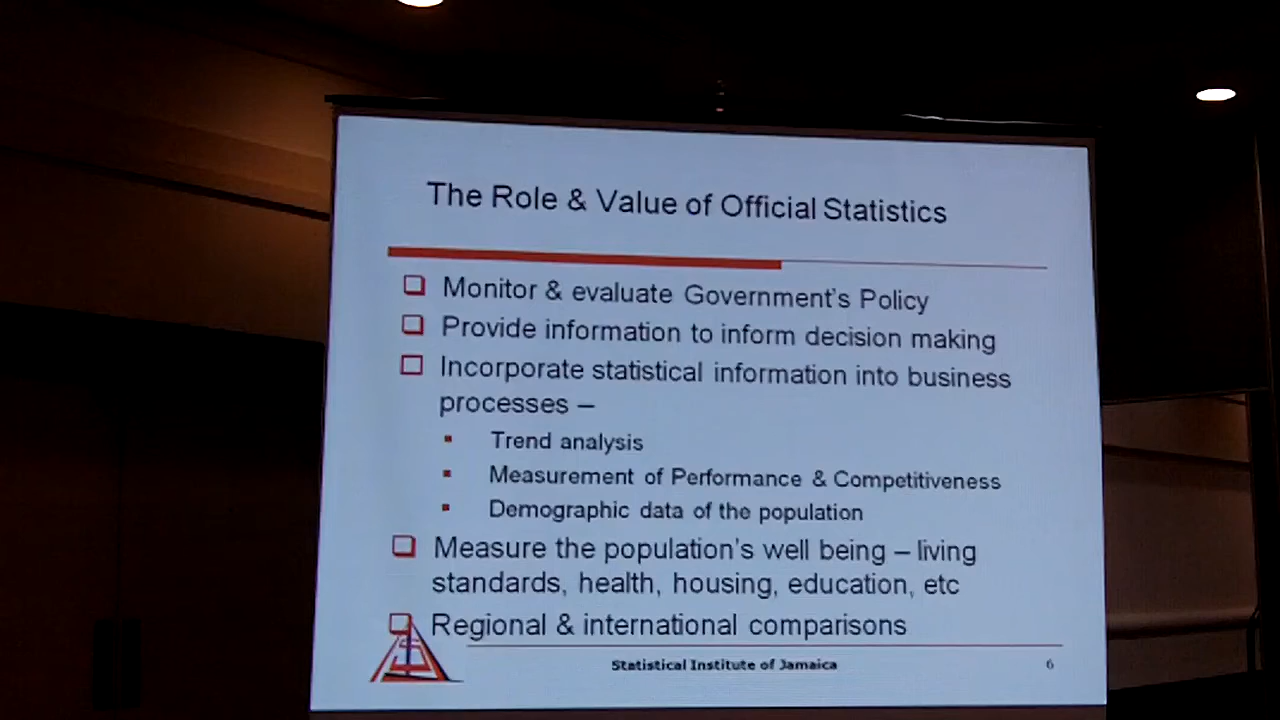 The Role & Value of Official Statistics
Monitor & evaluate Government's Policy
Provide information to inform decision making
Incorporate statistical information into business
processes –
Trend analysis
Measurement of Performance & Competitiveness
Demographic data of the population
Measure the population's well being – living
standards, health, housing, education, etc
Regional & international comparisons
Statistical Institute of Jamaica 6